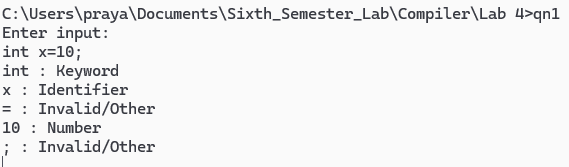 C:\Users\praya\Documents\Sixth_Semester_Lab\Compiler\Lab 4>qn1
Enter input:
int x=10;
int : Keyword
x : Identifier
= : Invalid/Other
10 : Number
; : Invalid/Other